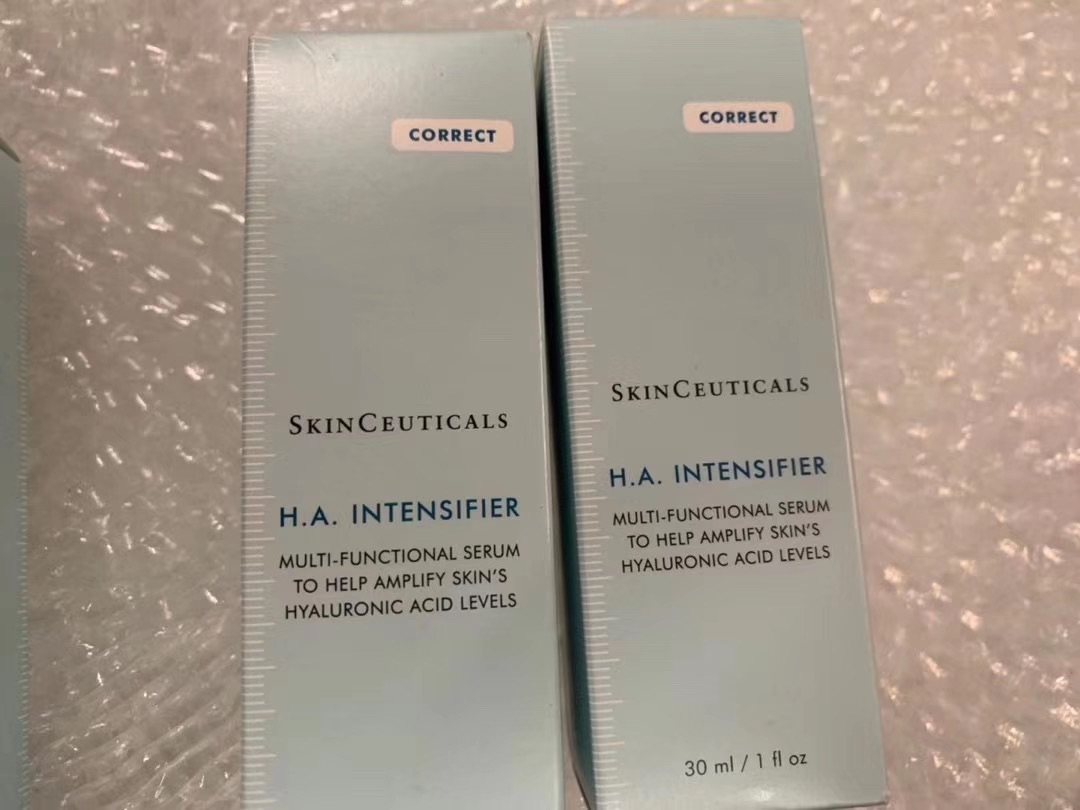 CORRECT
SKINCEUTICALS
H.A. INTENSIFIER
MULTI-FUNCTIONAL SERUM
TO HELP AMPLIFY SKIN'S
HYALURONIC ACID LEVELS
CORRECT
SKINCEUTICALS
H.A. INTENSIFIER
MULTI-FUNCTIONAL SERUM
TO HELP AMPLIFY SKIN'S
HYALURONIC ACID LEVELS
30 ml / 1 fl oz